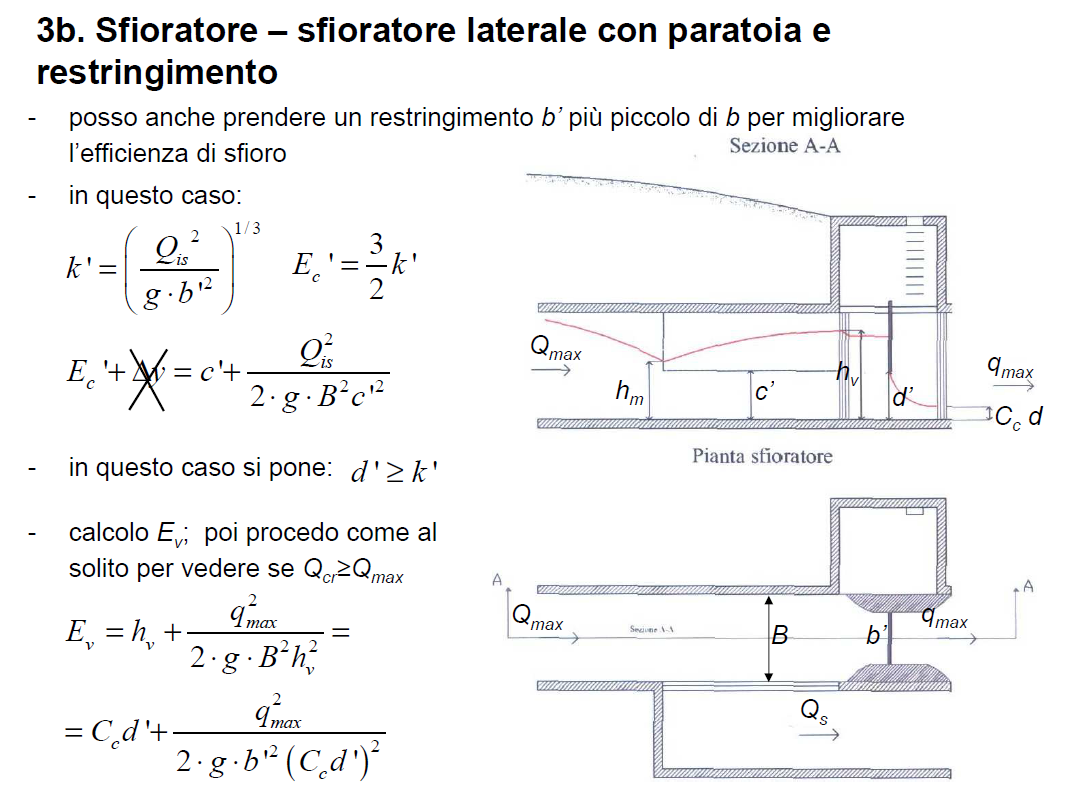 3b. Sfioratore – sfioratore laterale con paratoia e
restringimento
- posso anche prendere un restringimento b’ più piccolo di b per migliorare
l’efficienza di sfioro
- in questo caso:
k' = (Q_is^2 / (g · b'^2))^(1/3)    E_c' = 3/2 k'
E_c' + Δy = c' + Q_is^2 / (2 · g · B^2 c'^2)
- in questo caso si pone: d' ≥ k'
- calcolo E_v; poi procedo come al
solito per vedere se Q_cr≥Q_max
E_v = h_v + q_max^2 / (2 · g · B^2 h_v^2) =
= C_c d' + q_max^2 / (2 · g · b'^2 (C_c d')^2)
Sezione A-A
Q_max
h_m
c’
h_v
d’
q_max
C_c d
Pianta sfioratore
A
A
Q_max
Sezione A-A
B
b’
q_max
Q_s